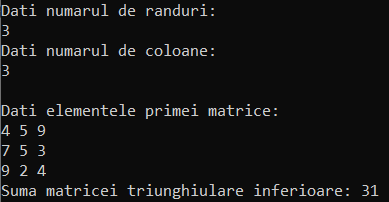 Dati numarul de randuri:
3
Dati numarul de coloane:
3
Dati elementele primei matrice:
4 5 9
7 5 3
9 2 4
Suma matricei triunghiulare inferioare: 31